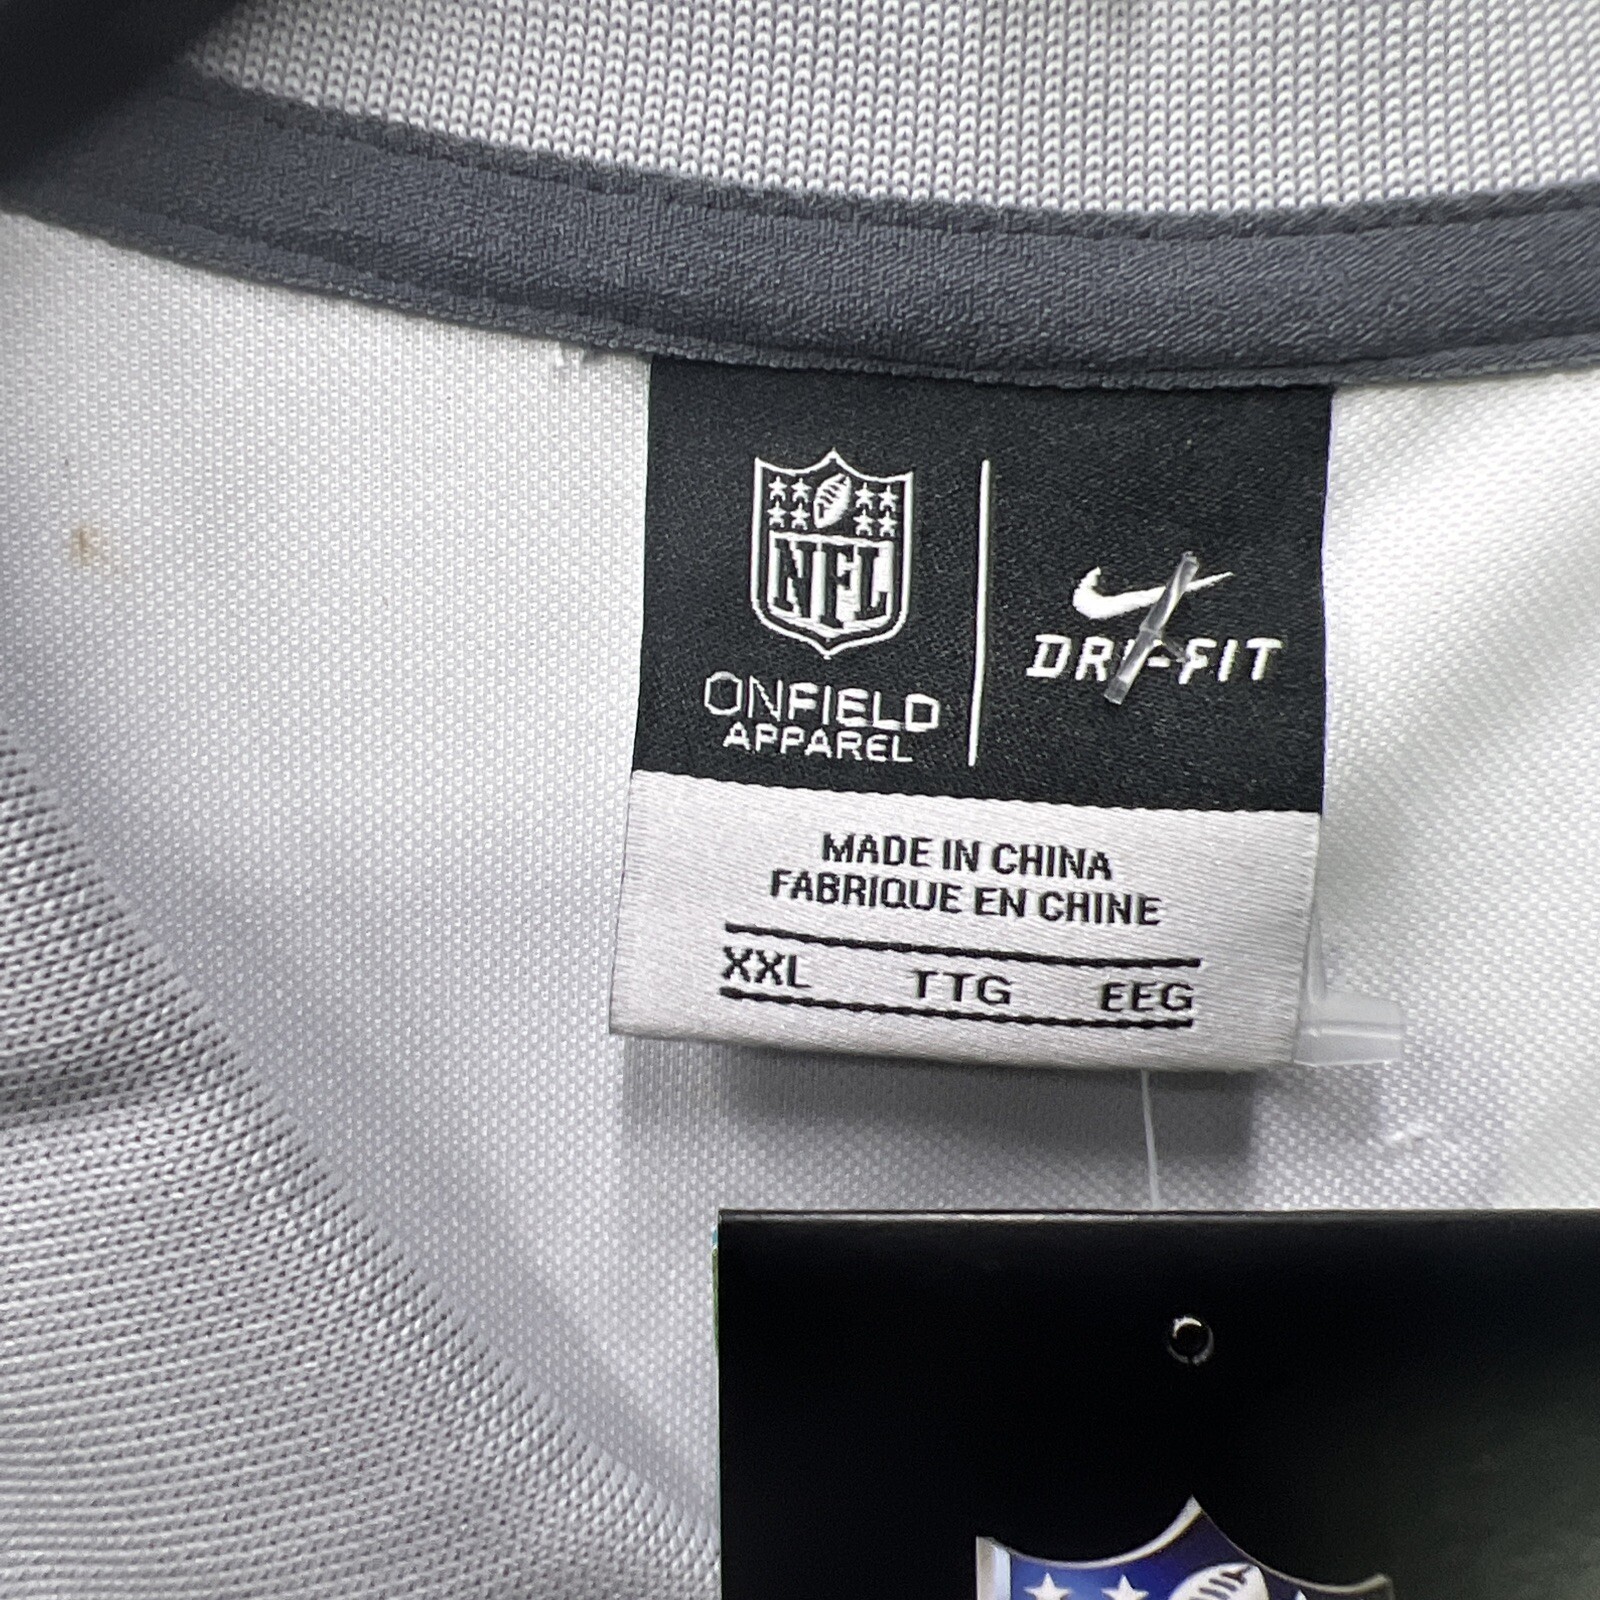 NFL
ONFIELD
APPAREL
DRI-FIT
MADE IN CHINA
FABRIQUE EN CHINE
XXL TTG EEG